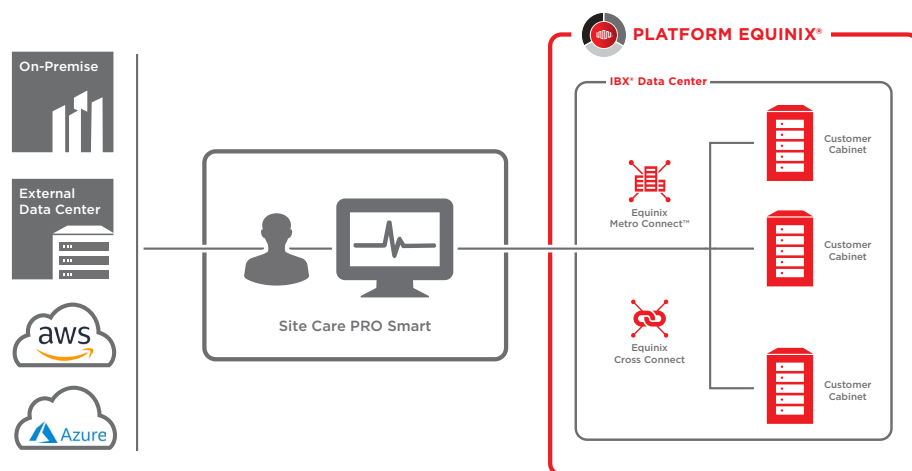 On-Premise
External
Data Center
aws
Azure
Site Care PRO Smart
PLATFORM EQUINIX®
IBX® Data Center
Equinix
Metro Connect™
Equinix
Cross Connect
Customer
Cabinet
Customer
Cabinet
Customer
Cabinet